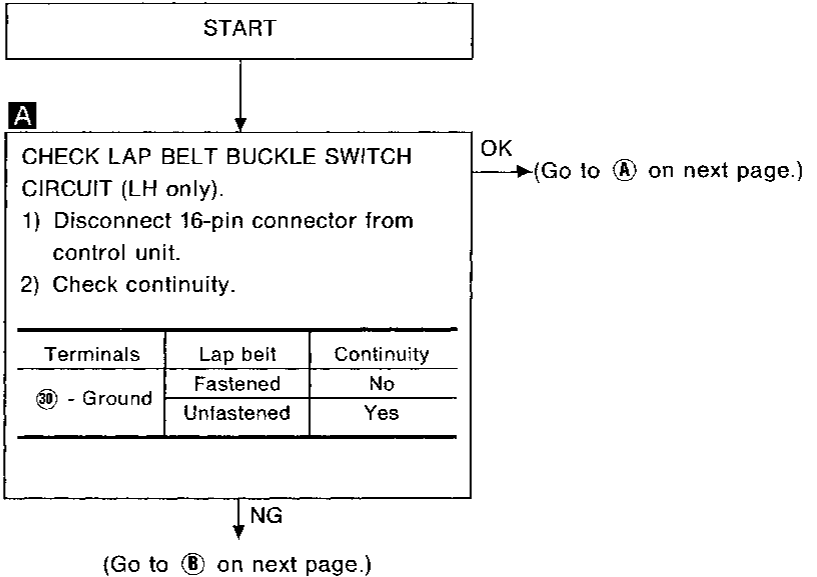 START
A
CHECK LAP BELT BUCKLE SWITCH
CIRCUIT (LH only).
1) Disconnect 16-pin connector from
control unit.
2) Check continuity.
Terminals Lap belt Continuity
㉚ - Ground Fastened No
Unfastened Yes
OK
(Go to Ⓐ on next page.)
NG
(Go to Ⓑ on next page.)